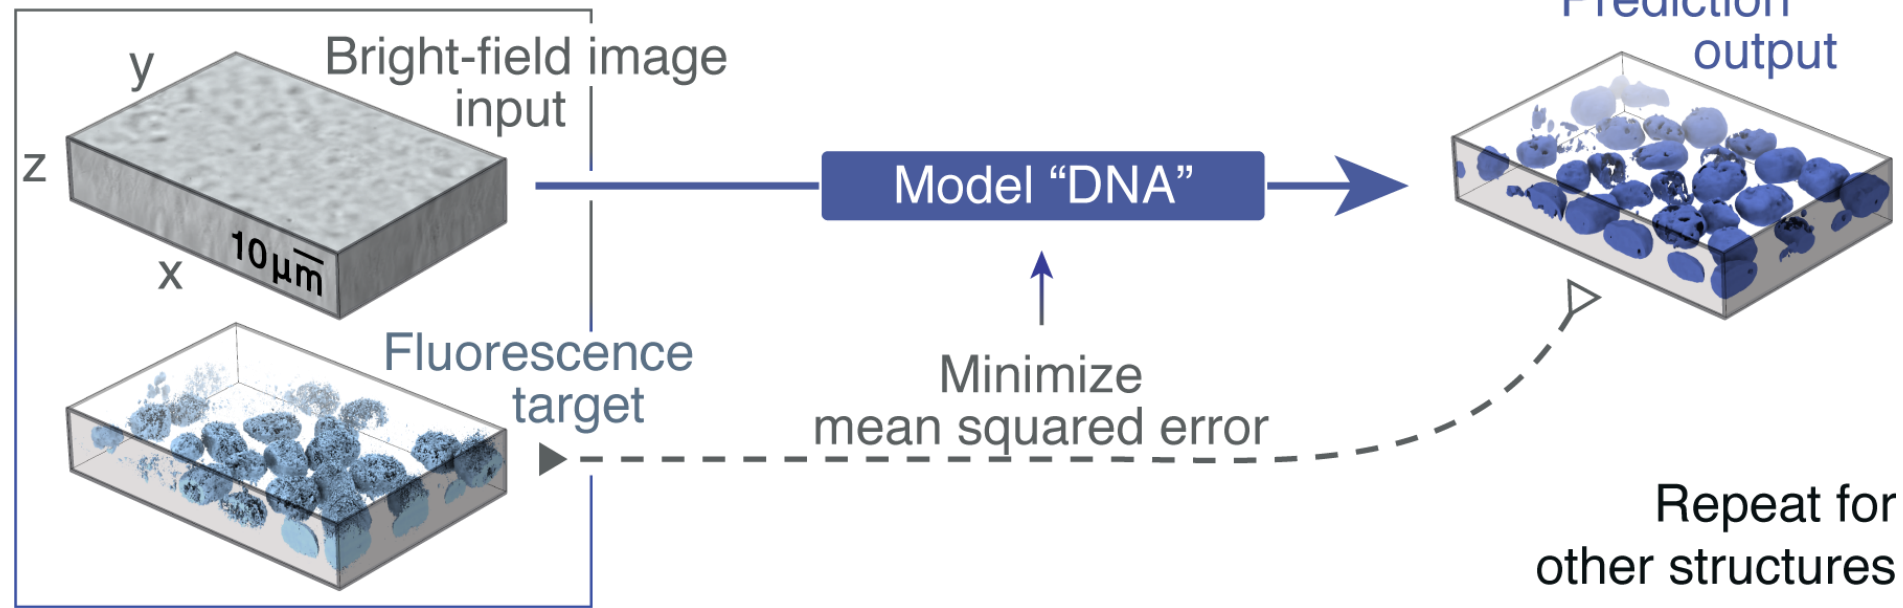 y
Bright-field image
input
z
10 µm
x
Model “DNA”
Prediction
output
Fluorescence
target
Minimize
mean squared error
Repeat for
other structures